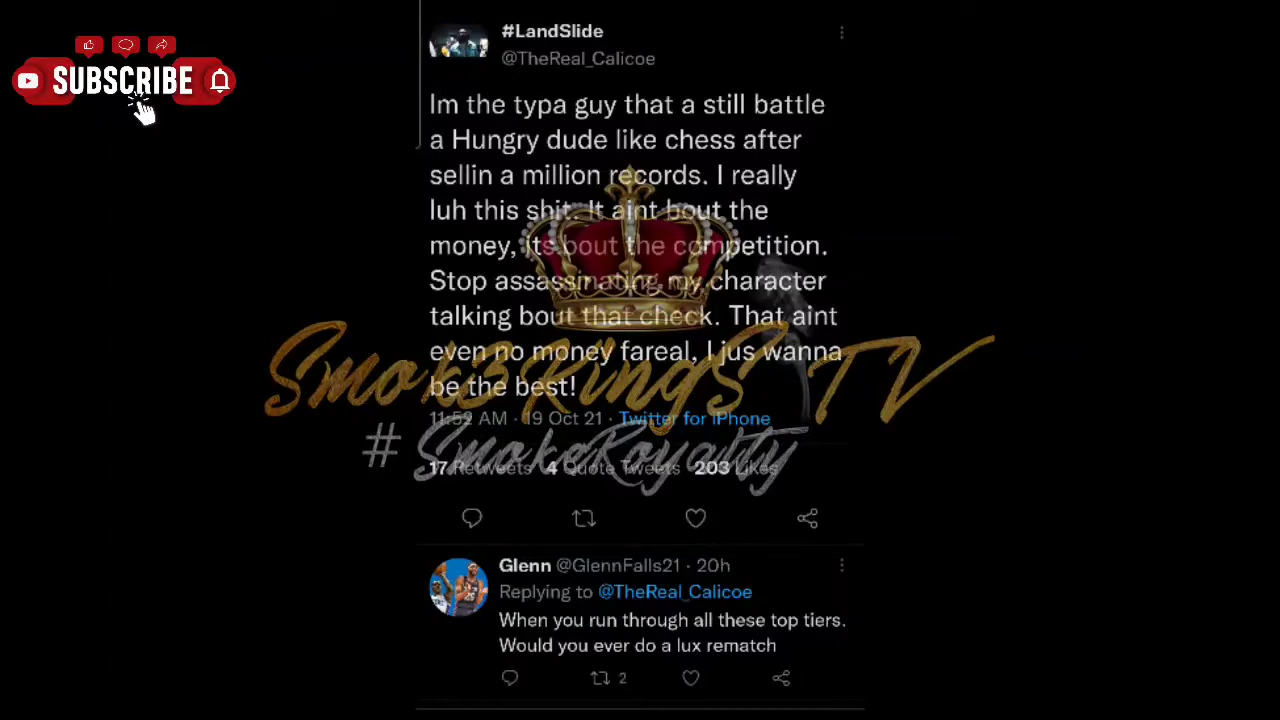 #LandSlide
@TheReal_Calicoe
SUBSCRIBE
Im the typa guy that a still battle
a Hungry dude like chess after
sellin a million records. I really
luh this shit. It aint bout the
money, its bout the competition.
Stop assassinating my character
talking bout that check. That aint
even no money fareal, I jus wanna
be the best!
Smok3RingS TV
11:52 AM · 19 Oct 21 · Twitter for iPhone
#SmokeRoyalty
17 Retweets 4 Quote Tweets 203 Likes
Glenn @GlennFalls21 · 20h
Replying to @TheReal_Calicoe
When you run through all these top tiers.
Would you ever do a lux rematch
2